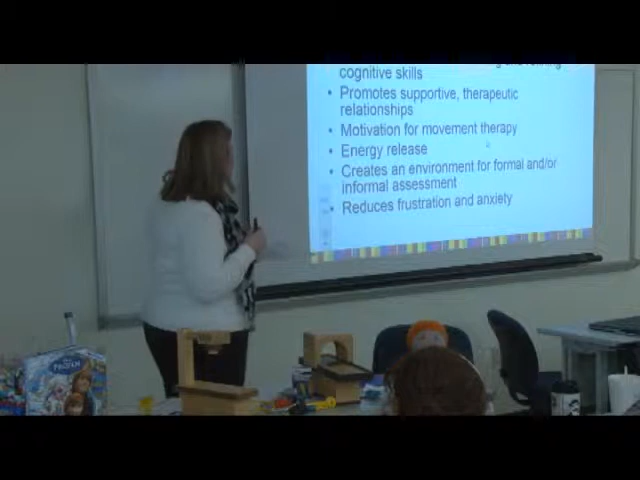 cognitive skills
• Promotes supportive, therapeutic
relationships
• Motivation for movement therapy
• Energy release
• Creates an environment for formal and/or
informal assessment
• Reduces frustration and anxiety
FROZEN